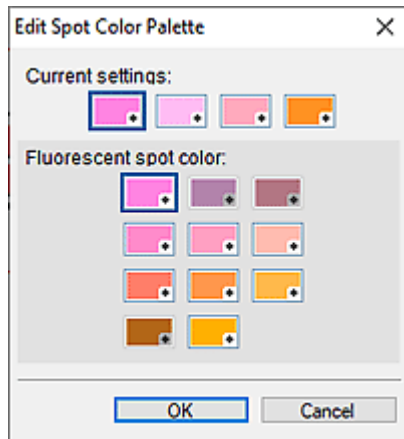 Edit Spot Color Palette
Current settings:
Fluorescent spot color:
OK Cancel